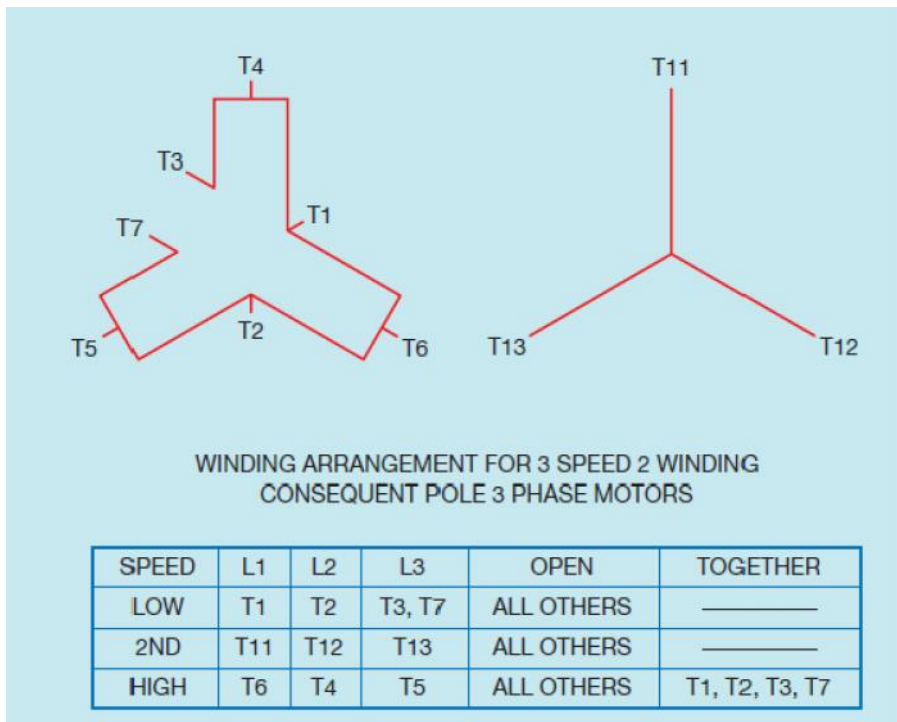 T4
T11
T3
T1
T7
T2
T5
T6
T13
T12
WINDING ARRANGEMENT FOR 3 SPEED 2 WINDING
CONSEQUENT POLE 3 PHASE MOTORS
SPEED L1 L2 L3 OPEN TOGETHER
LOW T1 T2 T3, T7 ALL OTHERS ———
2ND T11 T12 T13 ALL OTHERS ———
HIGH T6 T4 T5 ALL OTHERS T1, T2, T3, T7